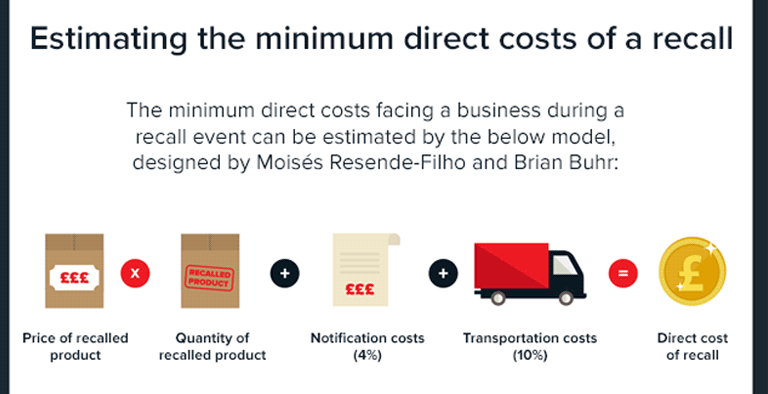 Estimating the minimum direct costs of a recall
The minimum direct costs facing a business during a
recall event can be estimated by the below model,
designed by Moisés Resende-Filho and Brian Buhr:
£££ x RECALLED + £££ + = £
PRODUCT
Price of recalled Quantity of Notification costs Transportation costs Direct cost
product recalled product (4%) (10%) of recall